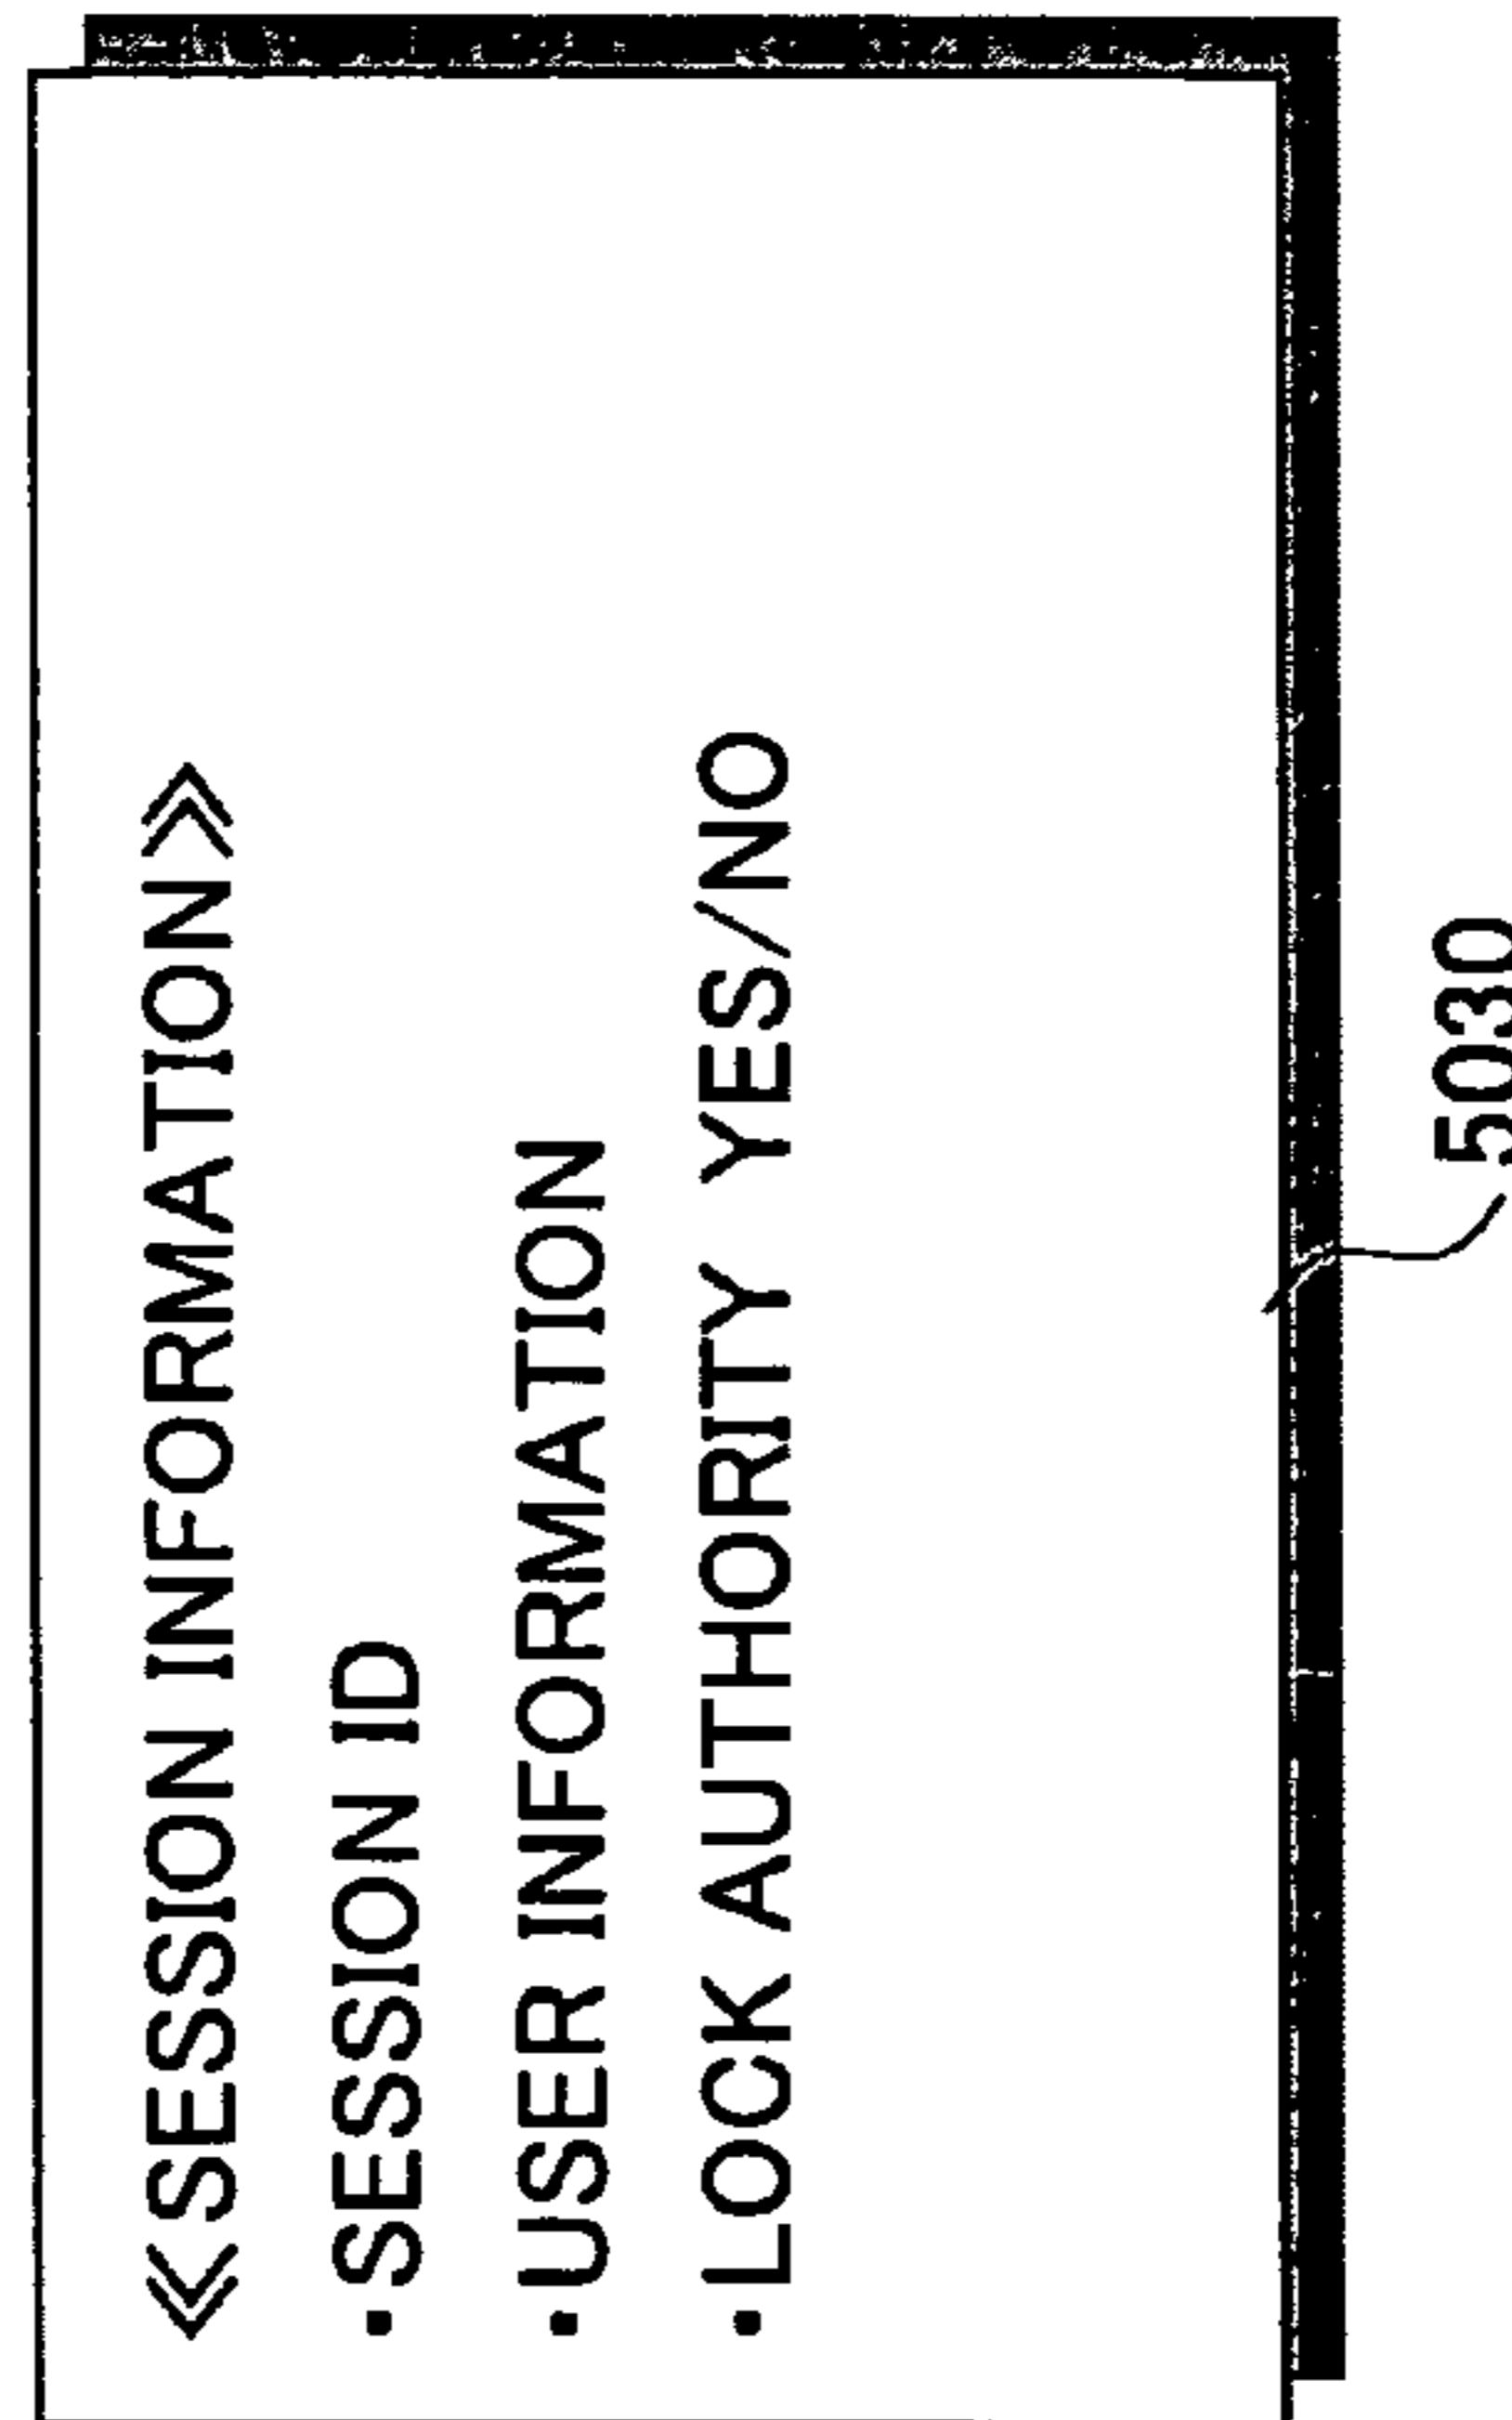 ≪SESSION INFORMATION≫
・SESSION ID
・USER INFORMATION
・LOCK AUTHORITY YES/NO
5030